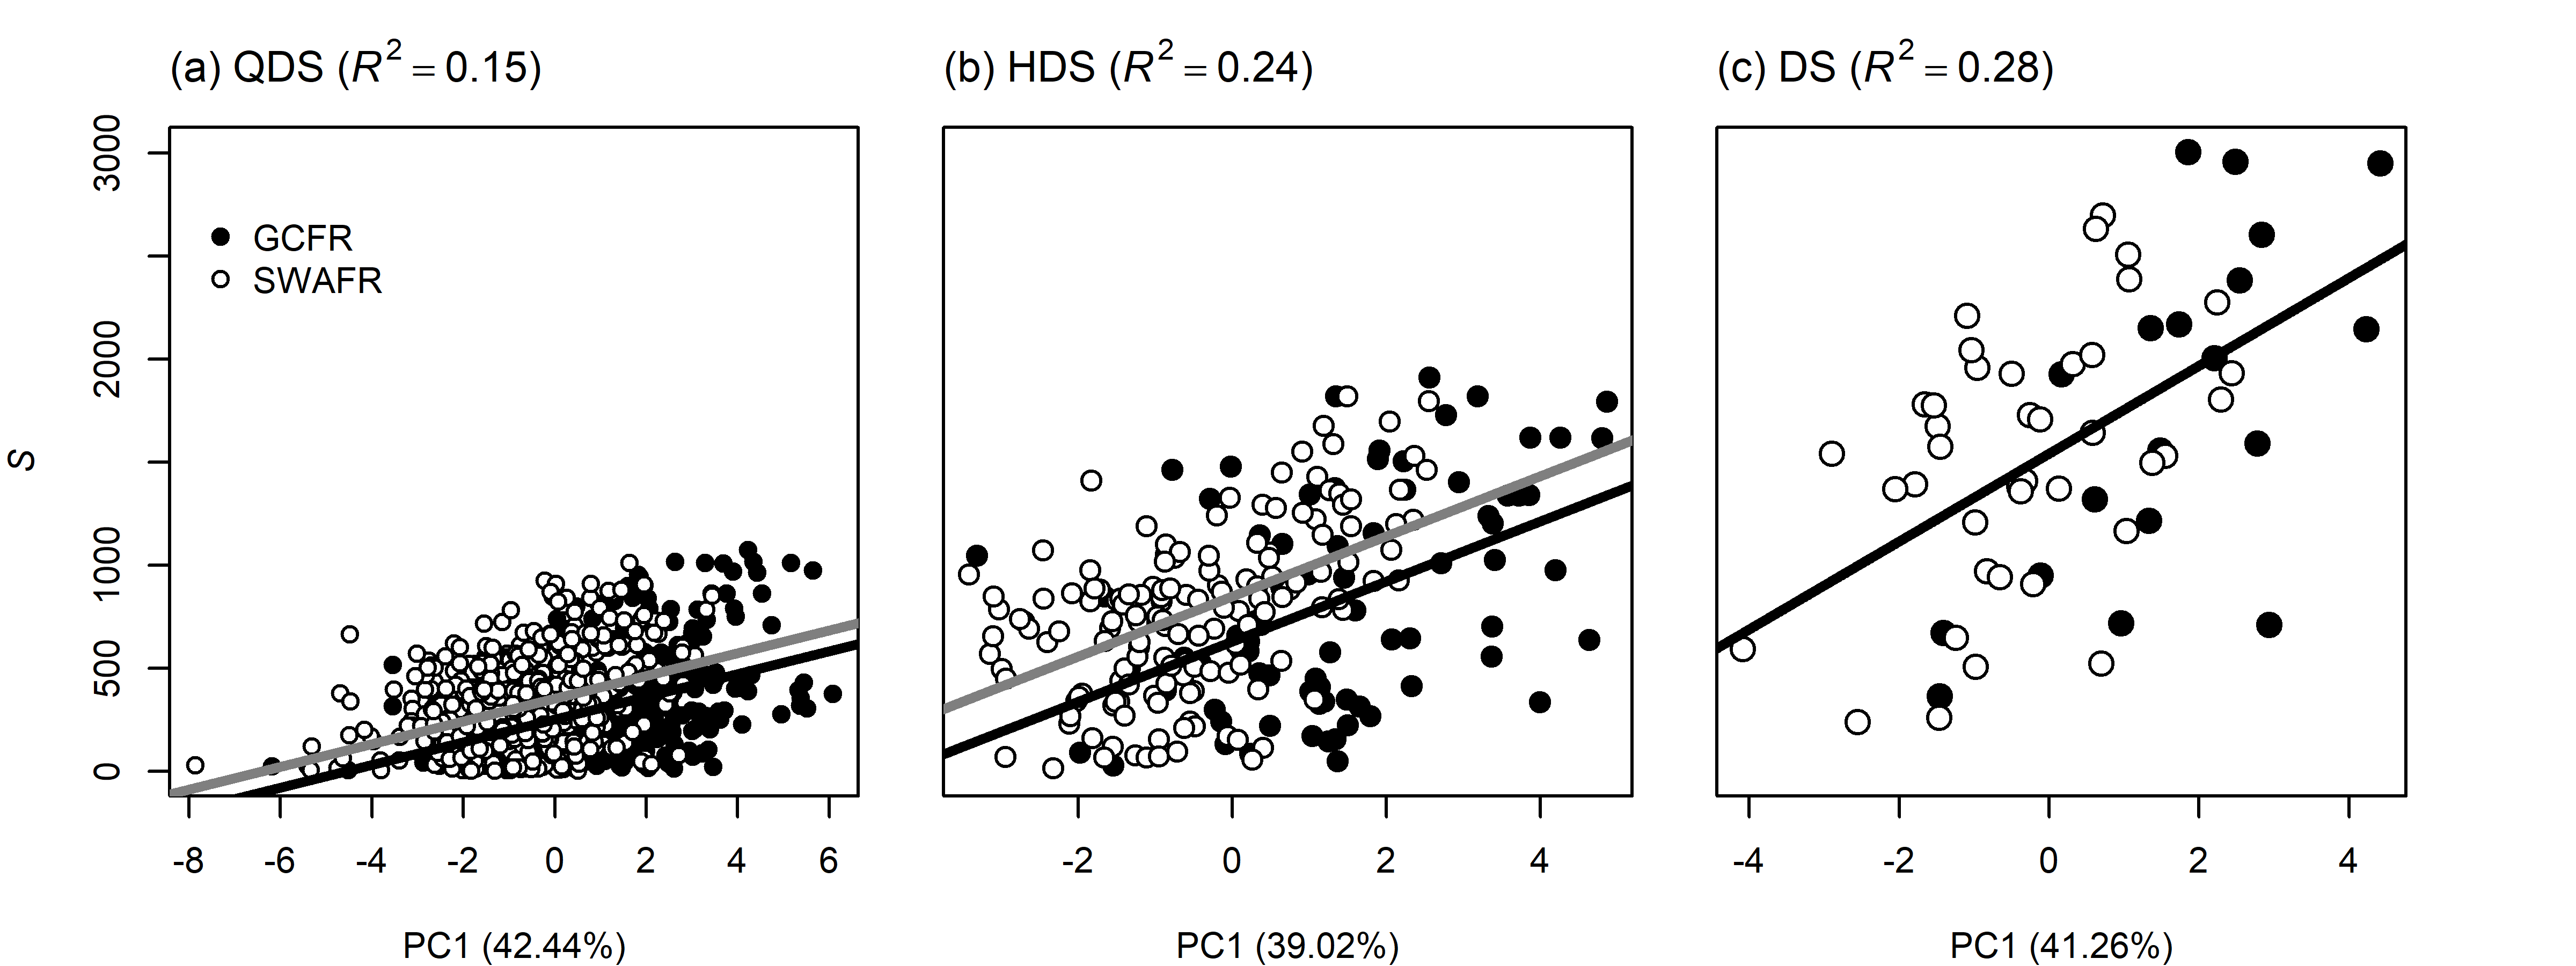 (a) QDS (R² = 0.15)
(b) HDS (R² = 0.24)
(c) DS (R² = 0.28)
S
3000
2000
1000
500
0
GCFR
SWAFR
-8 -6 -4 -2 0 2 4 6
-2 0 2 4
-4 -2 0 2 4
PC1 (42.44%)
PC1 (39.02%)
PC1 (41.26%)